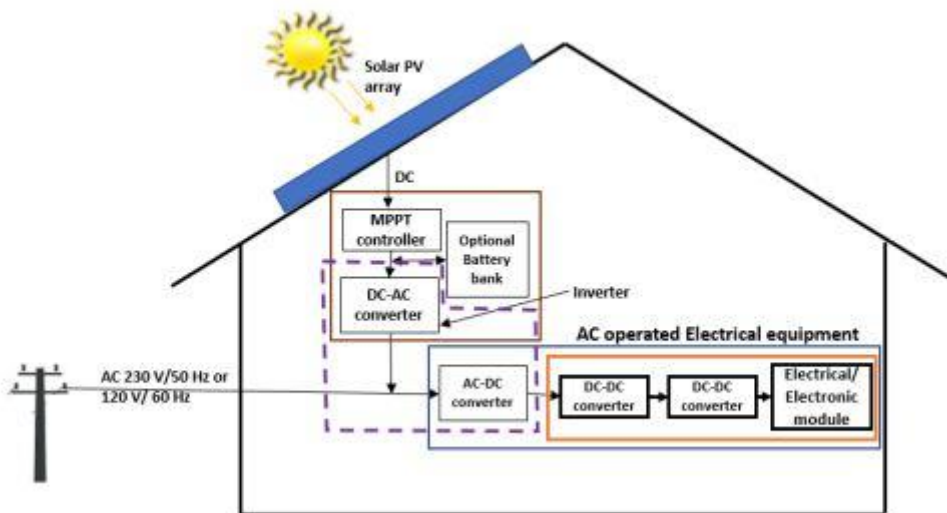 Solar PV
array
DC
MPPT
controller
Optional
Battery
bank
DC-AC
converter
Inverter
AC operated Electrical equipment
AC 230 V/50 Hz or
120 V/ 60 Hz
AC-DC
converter
DC-DC
converter
DC-DC
converter
Electrical/
Electronic
module